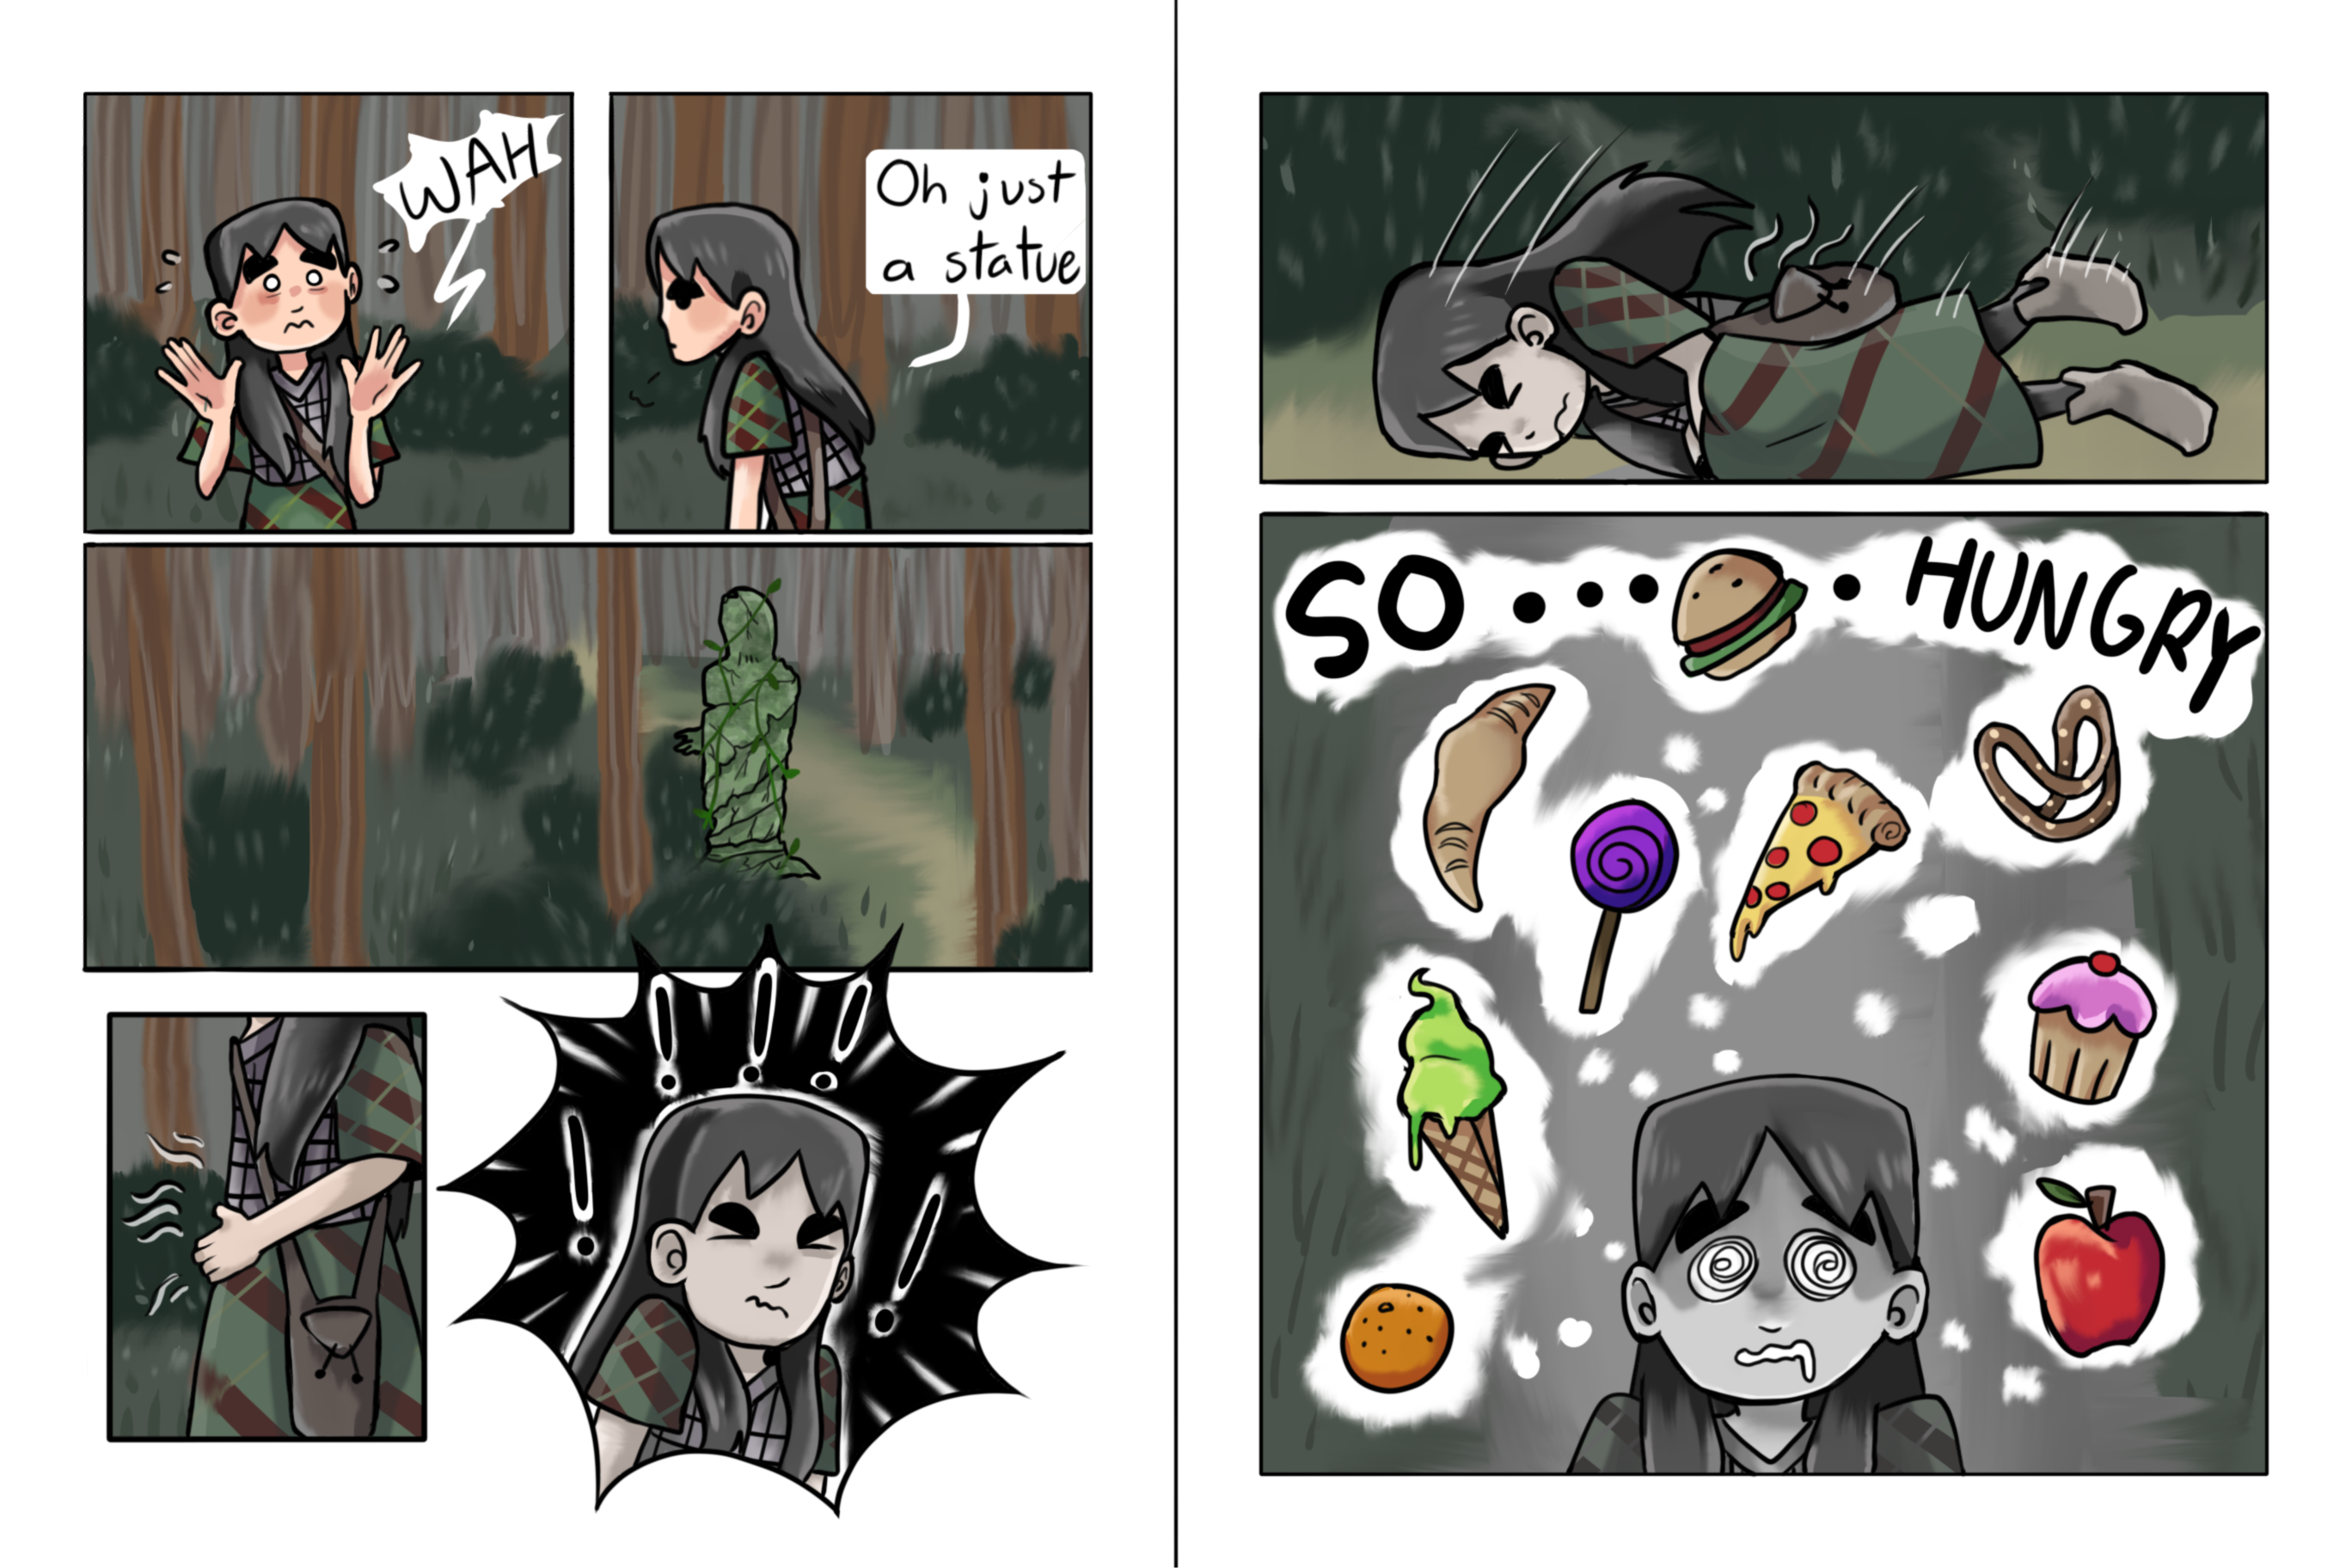 WAH
Oh just
a statue
! ! !
! !
SO .... . HUNGRY